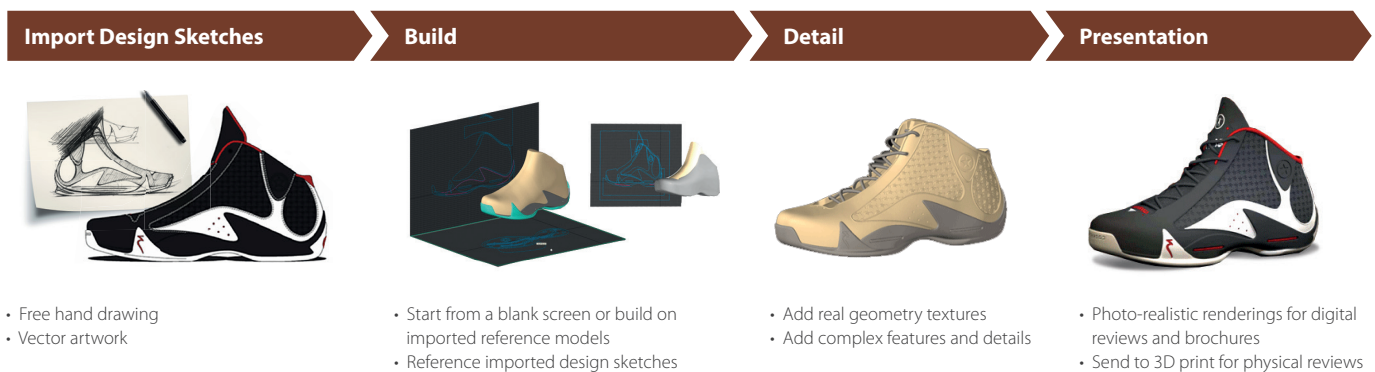 Import Design Sketches
Build
Detail
Presentation
• Free hand drawing
• Vector artwork
• Start from a blank screen or build on
imported reference models
• Reference imported design sketches
• Add real geometry textures
• Add complex features and details
• Photo-realistic renderings for digital
reviews and brochures
• Send to 3D print for physical reviews